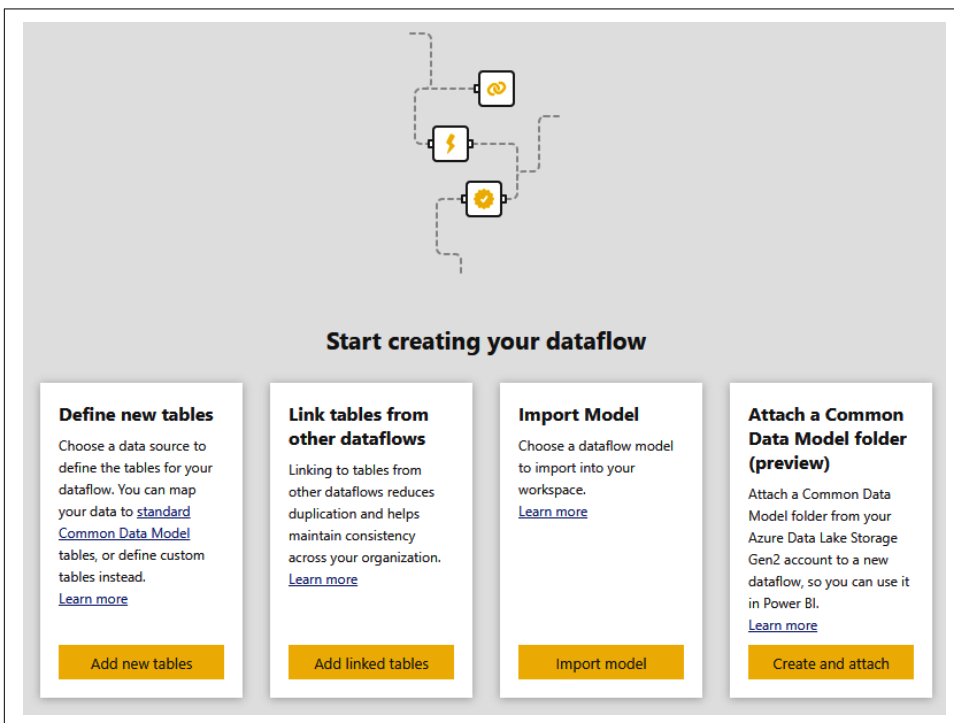 Start creating your dataflow
Define new tables
Choose a data source to
define the tables for your
dataflow. You can map
your data to standard
Common Data Model
tables, or define custom
tables instead.
Learn more
Add new tables
Link tables from
other dataflows
Linking to tables from
other dataflows reduces
duplication and helps
maintain consistency
across your organization.
Learn more
Add linked tables
Import Model
Choose a dataflow model
to import into your
workspace.
Learn more
Import model
Attach a Common
Data Model folder
(preview)
Attach a Common Data
Model folder from your
Azure Data Lake Storage
Gen2 account to a new
dataflow, so you can use it
in Power BI.
Learn more
Create and attach